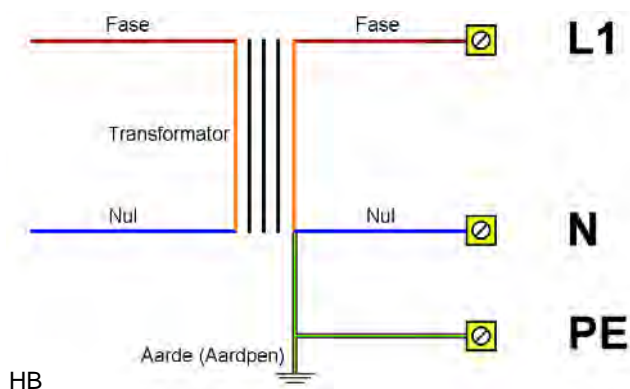 Fase
Fase
L1
Transformator
Nul
Nul
N
PE
Aarde (Aardpen)
HB